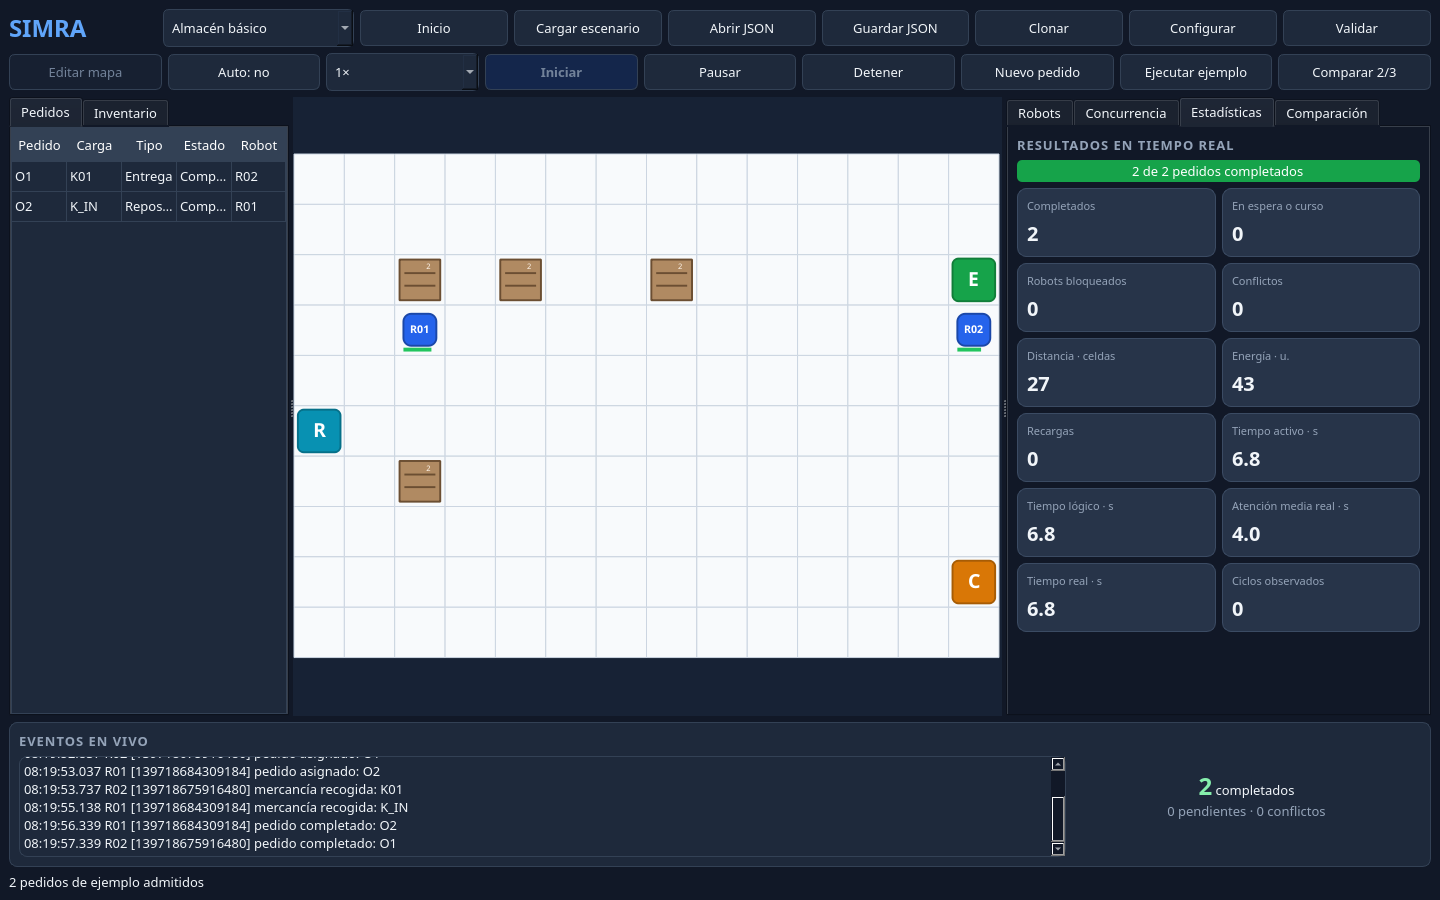 SIMRA
Almacén básico
Inicio
Cargar escenario
Abrir JSON
Guardar JSON
Clonar
Configurar
Validar
Editar mapa
Auto: no
1×
Iniciar
Pausar
Detener
Nuevo pedido
Ejecutar ejemplo
Comparar 2/3
Pedidos
Inventario
Pedido Carga Tipo Estado Robot
O1 K01 Entrega Comp... R02
O2 K_IN Repos... Comp... R01
2
2
2
E
R01
R02
R
2
C
Robots
Concurrencia
Estadísticas
Comparación
RESULTADOS EN TIEMPO REAL
2 de 2 pedidos completados
Completados
2
En espera o curso
0
Robots bloqueados
0
Conflictos
0
Distancia · celdas
27
Energía · u.
43
Recargas
0
Tiempo activo · s
6.8
Tiempo lógico · s
6.8
Atención media real · s
4.0
Tiempo real · s
6.8
Ciclos observados
0
EVENTOS EN VIVO
08:19:53.037 R01 [139718684309184] pedido asignado: O2
08:19:53.737 R02 [139718675916480] mercancía recogida: K01
08:19:55.138 R01 [139718684309184] mercancía recogida: K_IN
08:19:56.339 R01 [139718684309184] pedido completado: O2
08:19:57.339 R02 [139718675916480] pedido completado: O1
2 completados
0 pendientes · 0 conflictos
2 pedidos de ejemplo admitidos